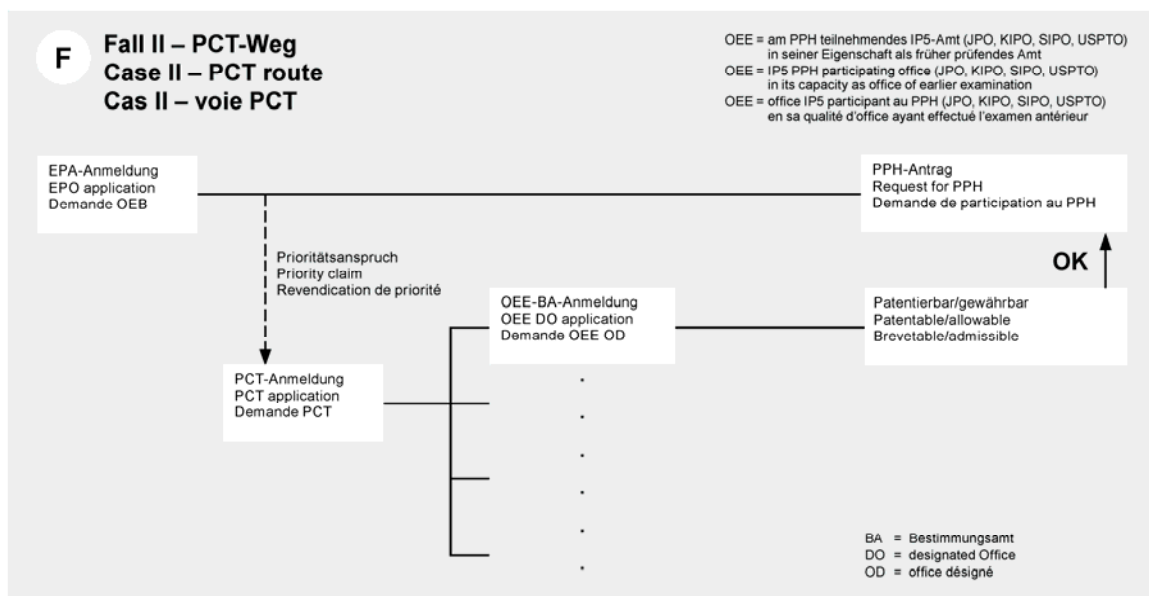 F
Fall II – PCT-Weg
Case II – PCT route
Cas II – voie PCT
OEE = am PPH teilnehmendes IP5-Amt (JPO, KIPO, SIPO, USPTO)
in seiner Eigenschaft als früher prüfendes Amt
OEE = IP5 PPH participating office (JPO, KIPO, SIPO, USPTO)
in its capacity as office of earlier examination
OEE = office IP5 participant au PPH (JPO, KIPO, SIPO, USPTO)
en sa qualité d'office ayant effectué l'examen antérieur
EPA-Anmeldung
EPO application
Demande OEB
PPH-Antrag
Request for PPH
Demande de participation au PPH
Prioritätsanspruch
Priority claim
Revendication de priorité
OK
OEE-BA-Anmeldung
OEE DO application
Demande OEE OD
Patentierbar/gewährbar
Patentable/allowable
Brevetable/admissible
PCT-Anmeldung
PCT application
Demande PCT
BA = Bestimmungsamt
DO = designated Office
OD = office désigné